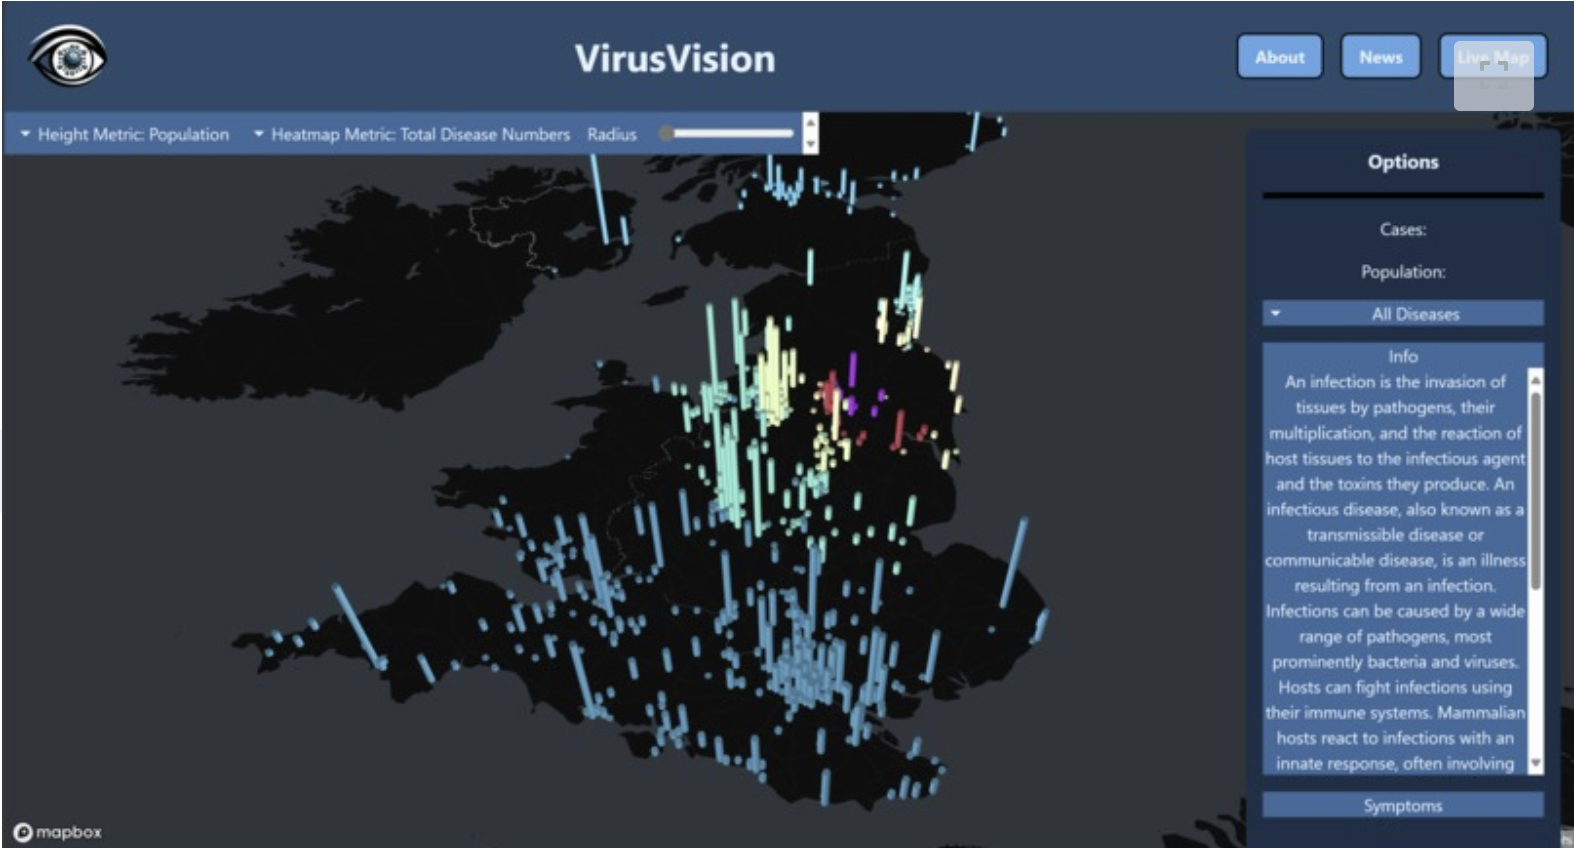 VirusVision
About
News
Live Map
Height Metric: Population
Heatmap Metric: Total Disease Numbers
Radius
Options
Cases:
Population:
All Diseases
Info
An infection is the invasion of
tissues by pathogens, their
multiplication, and the reaction of
host tissues to the infectious agent
and the toxins they produce. An
infectious disease, also known as a
transmissible disease or
communicable disease, is an illness
resulting from an infection.
Infections can be caused by a wide
range of pathogens, most
prominently bacteria and viruses.
Hosts can fight infections using
their immune systems. Mammalian
hosts react to infections with an
innate response, often involving
Symptoms
mapbox